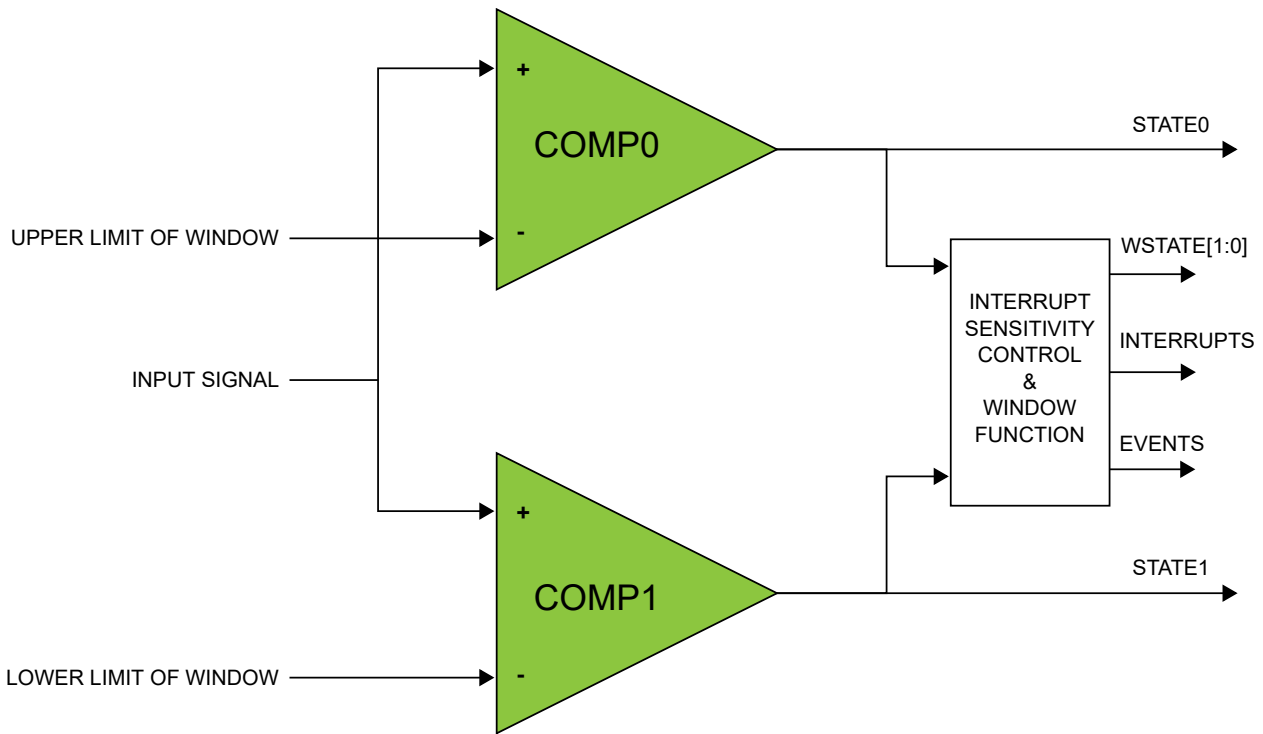 +
COMP0
-
STATE0
UPPER LIMIT OF WINDOW
WSTATE[1:0]
INTERRUPT
SENSITIVITY
CONTROL
&
WINDOW
FUNCTION
INTERRUPTS
INPUT SIGNAL
EVENTS
+
COMP1
-
STATE1
LOWER LIMIT OF WINDOW